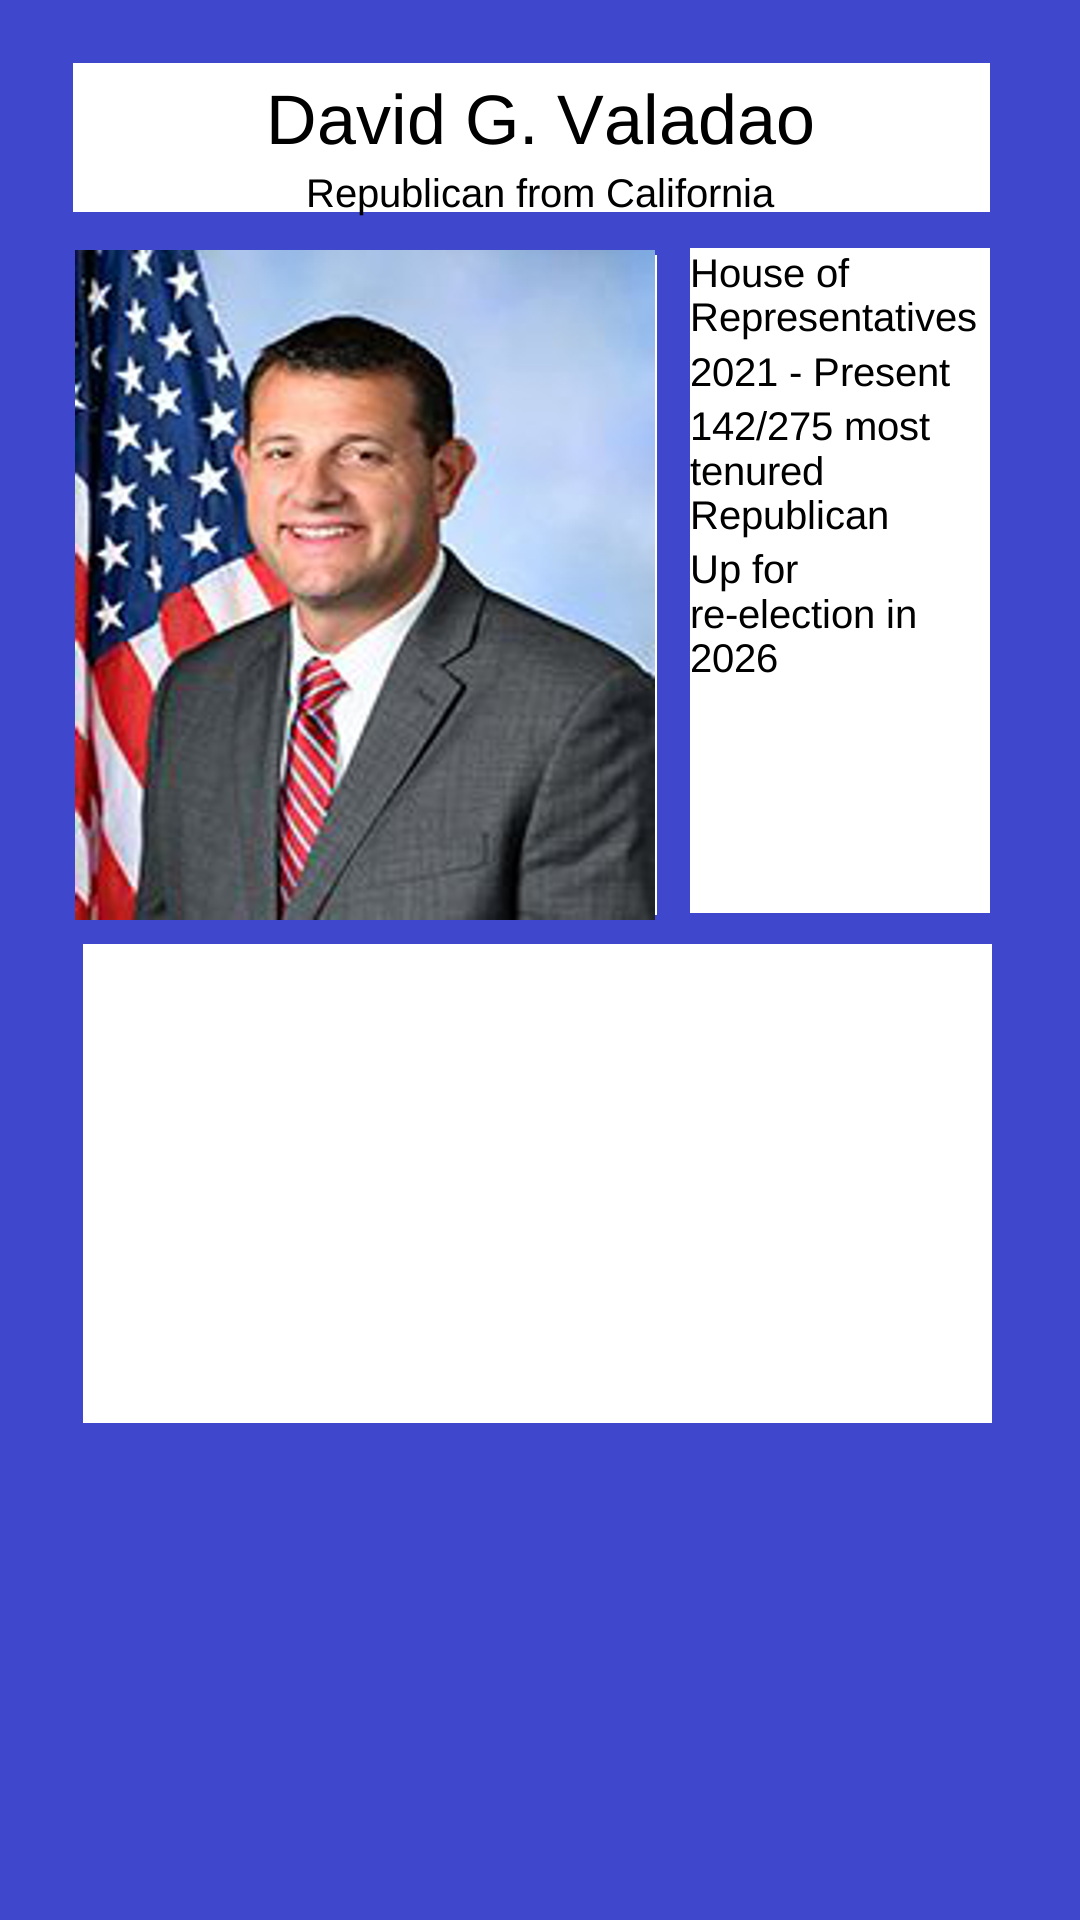 David G. Valadao
Republican from California
House of
Representatives
2021 - Present
142/275 most
tenured
Republican
Up for
re-election in
2026